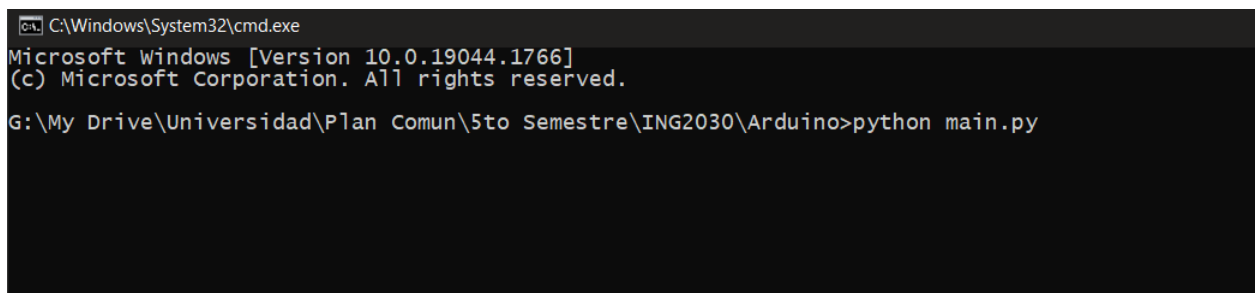 C:\Windows\System32\cmd.exe
Microsoft Windows [Version 10.0.19044.1766]
(c) Microsoft Corporation. All rights reserved.
G:\My Drive\Universidad\Plan Comun\5to Semestre\ING2030\Arduino>python main.py